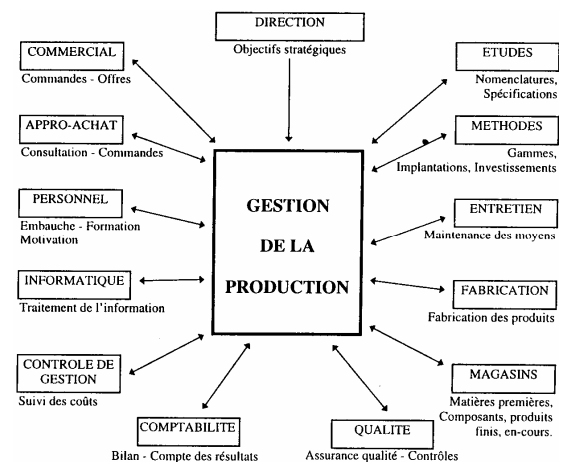 DIRECTION
Objectifs stratégiques
COMMERCIAL
Commandes - Offres
APPRO-ACHAT
Consultation - Commandes
PERSONNEL
Embauche - Formation
Motivation
INFORMATIQUE
Traitement de l'information
CONTROLE DE
GESTION
Suivi des coûts
COMPTABILITE
Bilan - Compte des résultats
GESTION
DE LA
PRODUCTION
ETUDES
Nomenclatures,
Spécifications
METHODES
Gammes,
Implantations, Investissements
ENTRETIEN
Maintenance des moyens
FABRICATION
Fabrication des produits
MAGASINS
Matières premières,
Composants, produits
finis, en-cours.
QUALITE
Assurance qualité - Contrôles